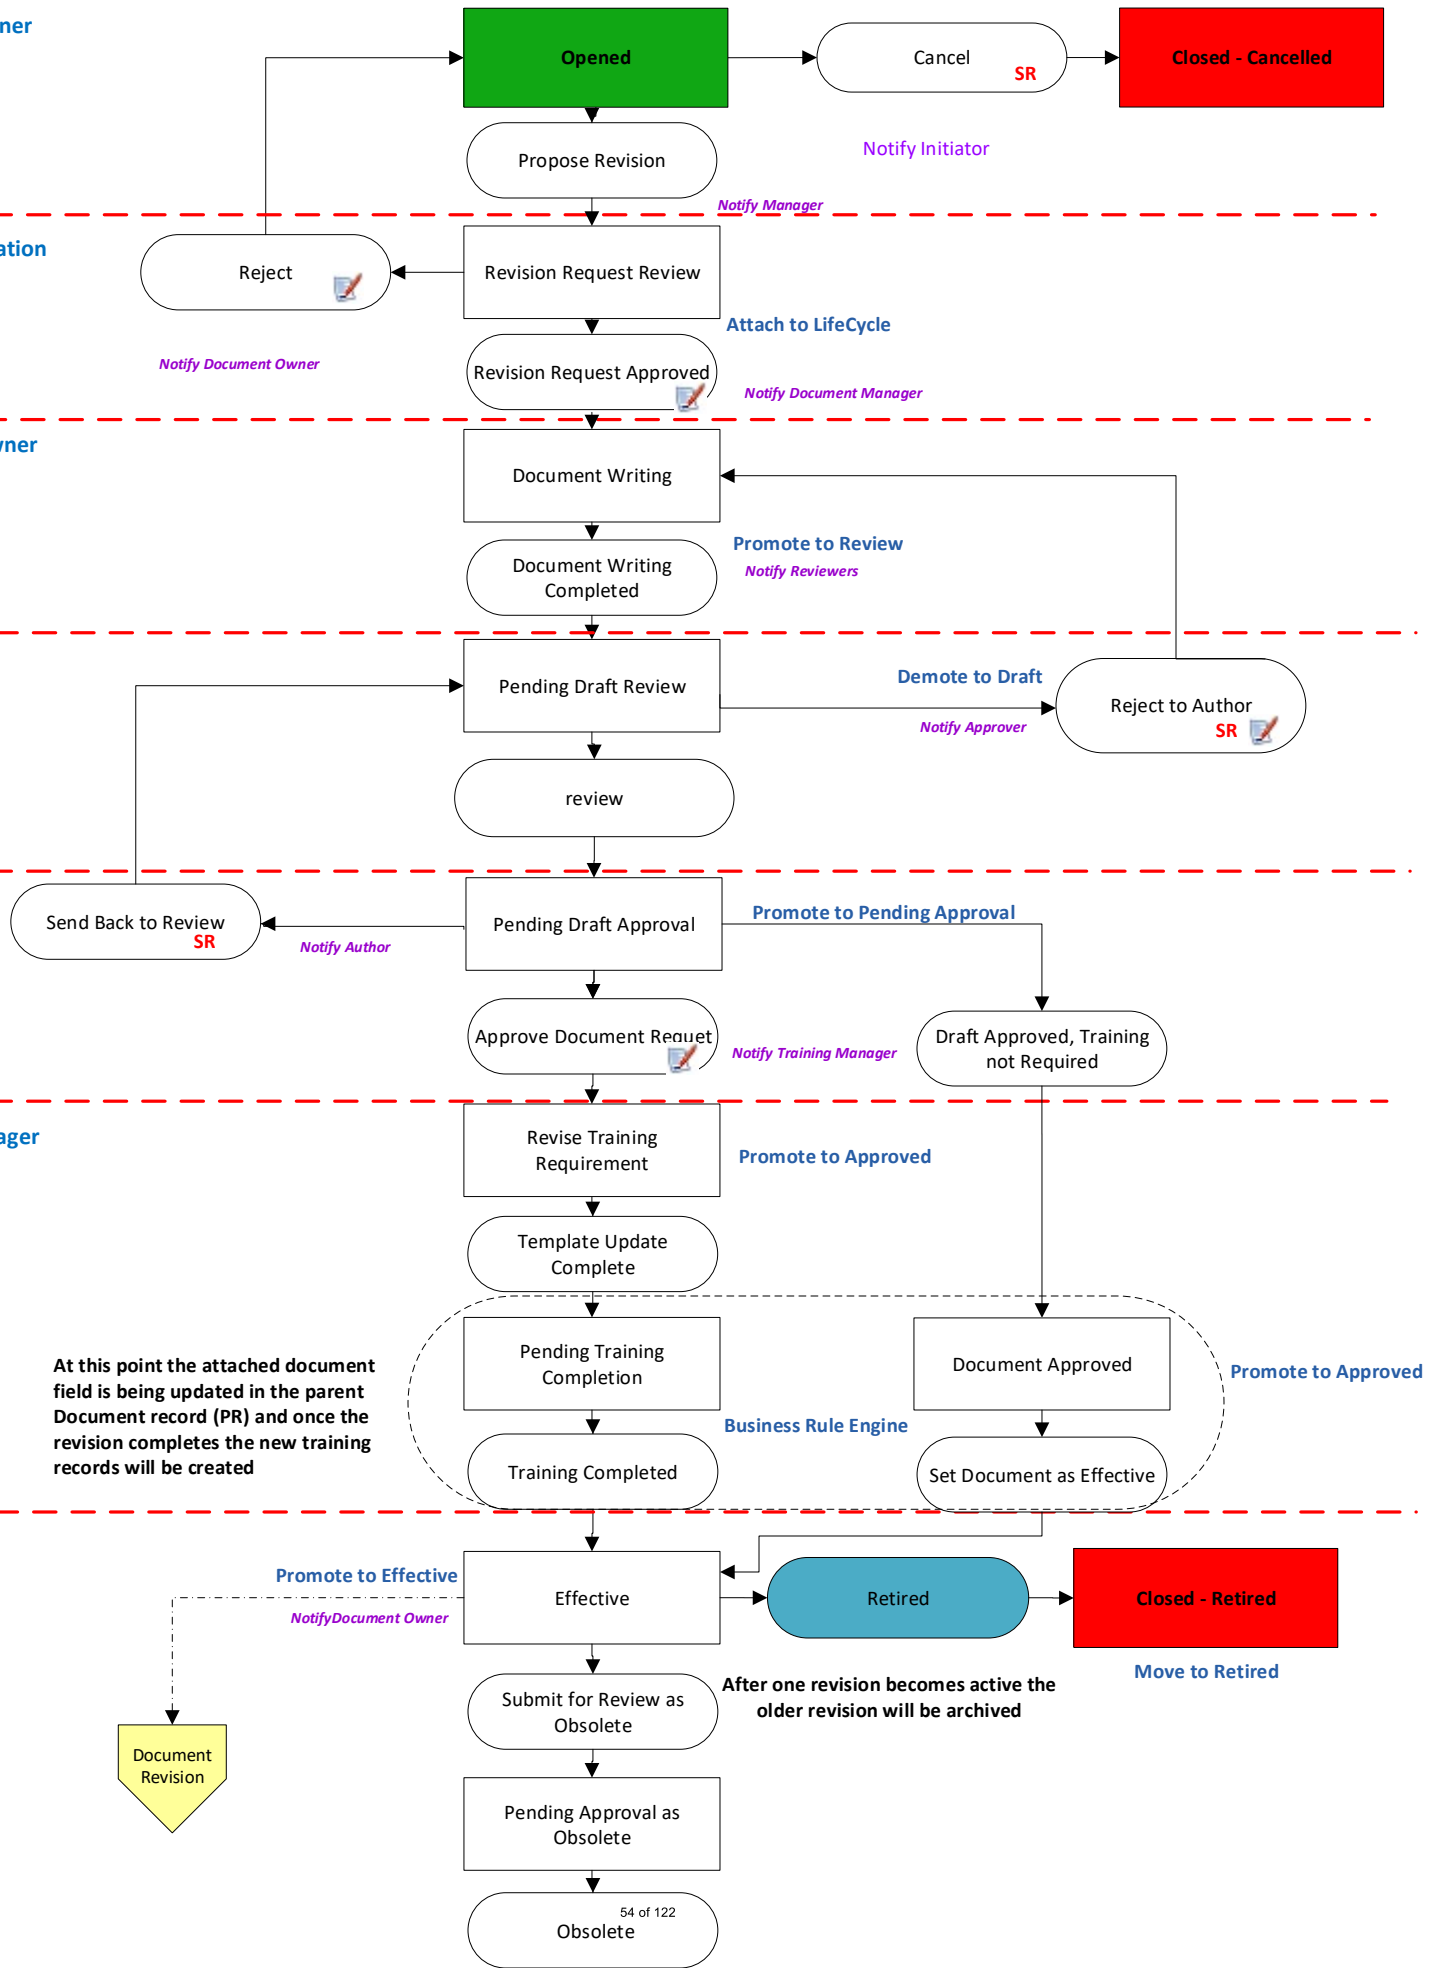 ner
Opened
Cancel
SR
Closed - Cancelled
Propose Revision
Notify Initiator
Notify Manager
ation
Reject
Revision Request Review
Attach to LifeCycle
Notify Document Owner
Revision Request Approved
Notify Document Manager
ner
Document Writing
Promote to Review
Document Writing
Completed
Notify Reviewers
Pending Draft Review
Demote to Draft
Notify Approver
Reject to Author
SR
review
Send Back to Review
SR
Notify Author
Pending Draft Approval
Promote to Pending Approval
Approve Document Requet
Notify Training Manager
Draft Approved, Training
not Required
ager
Revise Training
Requirement
Promote to Approved
Template Update
Complete
At this point the attached document
field is being updated in the parent
Document record (PR) and once the
revision completes the new training
records will be created
Pending Training
Completion
Document Approved
Promote to Approved
Business Rule Engine
Training Completed
Set Document as Effective
Promote to Effective
NotifyDocument Owner
Effective
Retired
Closed - Retired
Move to Retired
After one revision becomes active the
older revision will be archived
Submit for Review as
Obsolete
Document
Revision
Pending Approval as
Obsolete
54 of 122
Obsolete